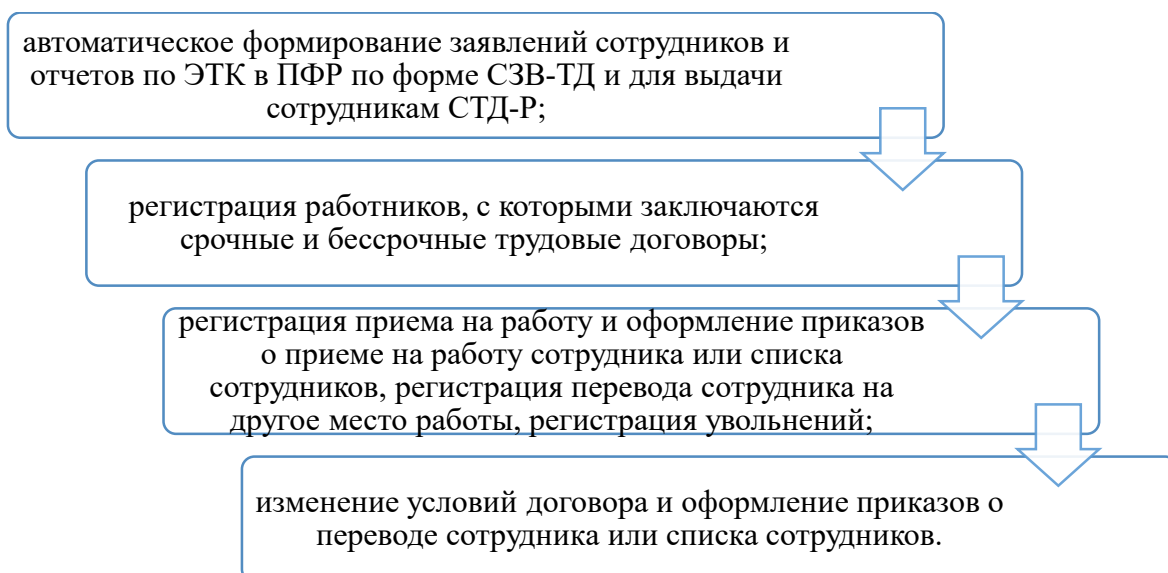 автоматическое формирование заявлений сотрудников и
отчетов по ЭТК в ПФР по форме СЗВ-ТД и для выдачи
сотрудникам СТД-Р;
регистрация работников, с которыми заключаются
срочные и бессрочные трудовые договоры;
регистрация приема на работу и оформление приказов
о приеме на работу сотрудника или списка
сотрудников, регистрация перевода сотрудника на
другое место работы, регистрация увольнений;
изменение условий договора и оформление приказов о
переводе сотрудника или списка сотрудников.